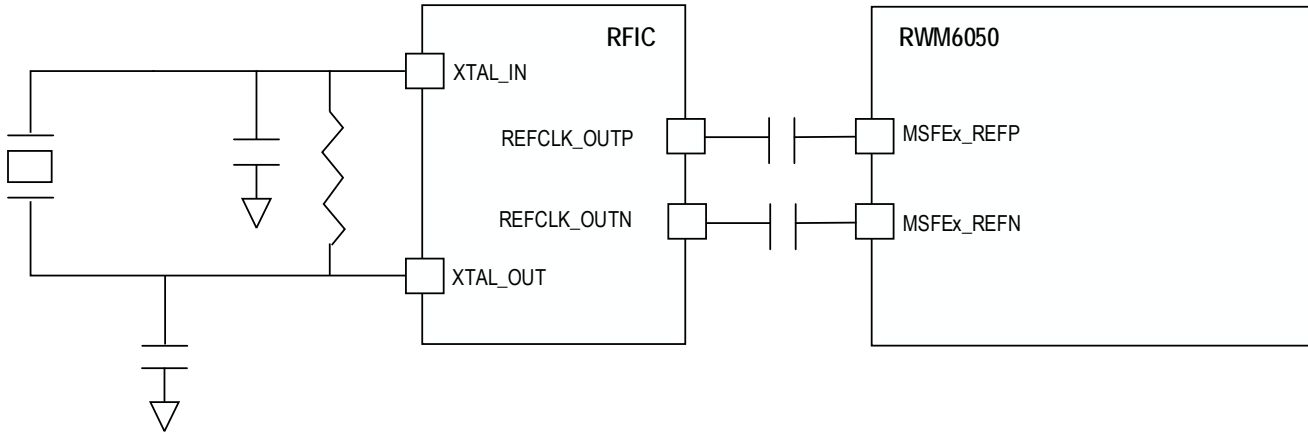 RFIC
RWM6050
XTAL_IN
REFCLK_OUTP
MSFEx_REFP
REFCLK_OUTN
MSFEx_REFN
XTAL_OUT